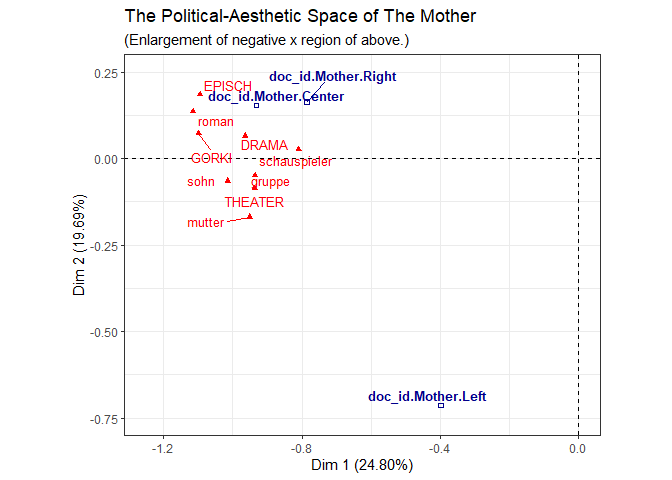 The Political-Aesthetic Space of The Mother
(Enlargement of negative x region of above.)
0.25
0.00
-0.25
-0.50
-0.75
Dim 2 (19.69%)
doc_id.Mother.Right
EPISCH
doc_id.Mother.Center
roman
DRAMA
GORKI
schauspieler
sohn
gruppe
THEATER
mutter
doc_id.Mother.Left
-1.2
-0.8
-0.4
0.0
Dim 1 (24.80%)